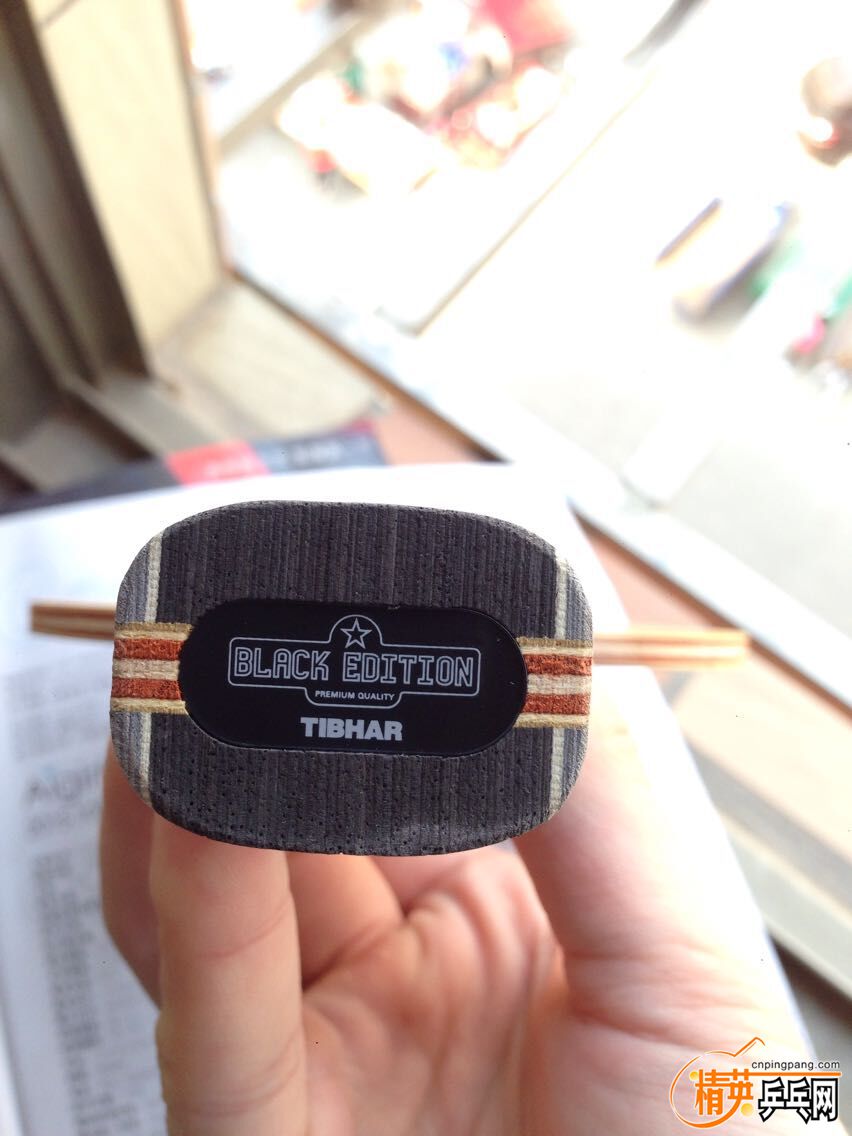 BLACK EDITION
PREMIUM QUALITY
TIBHAR
cnpingpang.com
精英乒乓网